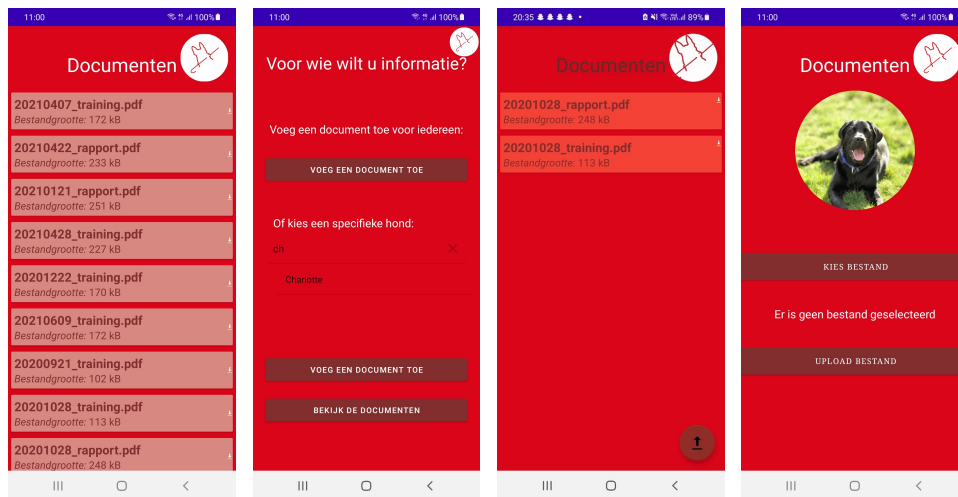 11:00
100%
Documenten
20210407_training.pdf
Bestandgrootte: 172 kB
20210422_rapport.pdf
Bestandgrootte: 233 kB
20210121_rapport.pdf
Bestandgrootte: 251 kB
20210428_training.pdf
Bestandgrootte: 227 kB
20201222_training.pdf
Bestandgrootte: 170 kB
20210609_training.pdf
Bestandgrootte: 172 kB
20200921_training.pdf
Bestandgrootte: 102 kB
20201028_training.pdf
Bestandgrootte: 113 kB
20201028_rapport.pdf
Bestandgrootte: 248 kB
11:00
100%
Voor wie wilt u informatie?
Voeg een document toe voor iedereen:
VOEG EEN DOCUMENT TOE
Of kies een specifieke hond:
ch
Charlotte
VOEG EEN DOCUMENT TOE
BEKIJK DE DOCUMENTEN
20:35
89%
Documenten
20201028_rapport.pdf
Bestandgrootte: 248 kB
20201028_training.pdf
Bestandgrootte: 113 kB
11:00
100%
Documenten
KIES BESTAND
Er is geen bestand geselecteerd
UPLOAD BESTAND